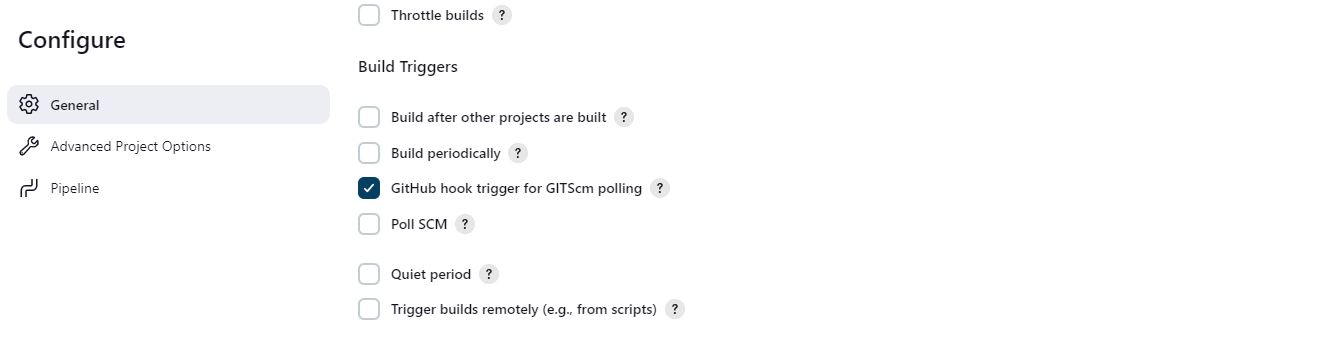 Configure
General
Advanced Project Options
Pipeline
Throttle builds ?
Build Triggers
Build after other projects are built ?
Build periodically ?
GitHub hook trigger for GITScm polling ?
Poll SCM ?
Quiet period ?
Trigger builds remotely (e.g., from scripts) ?